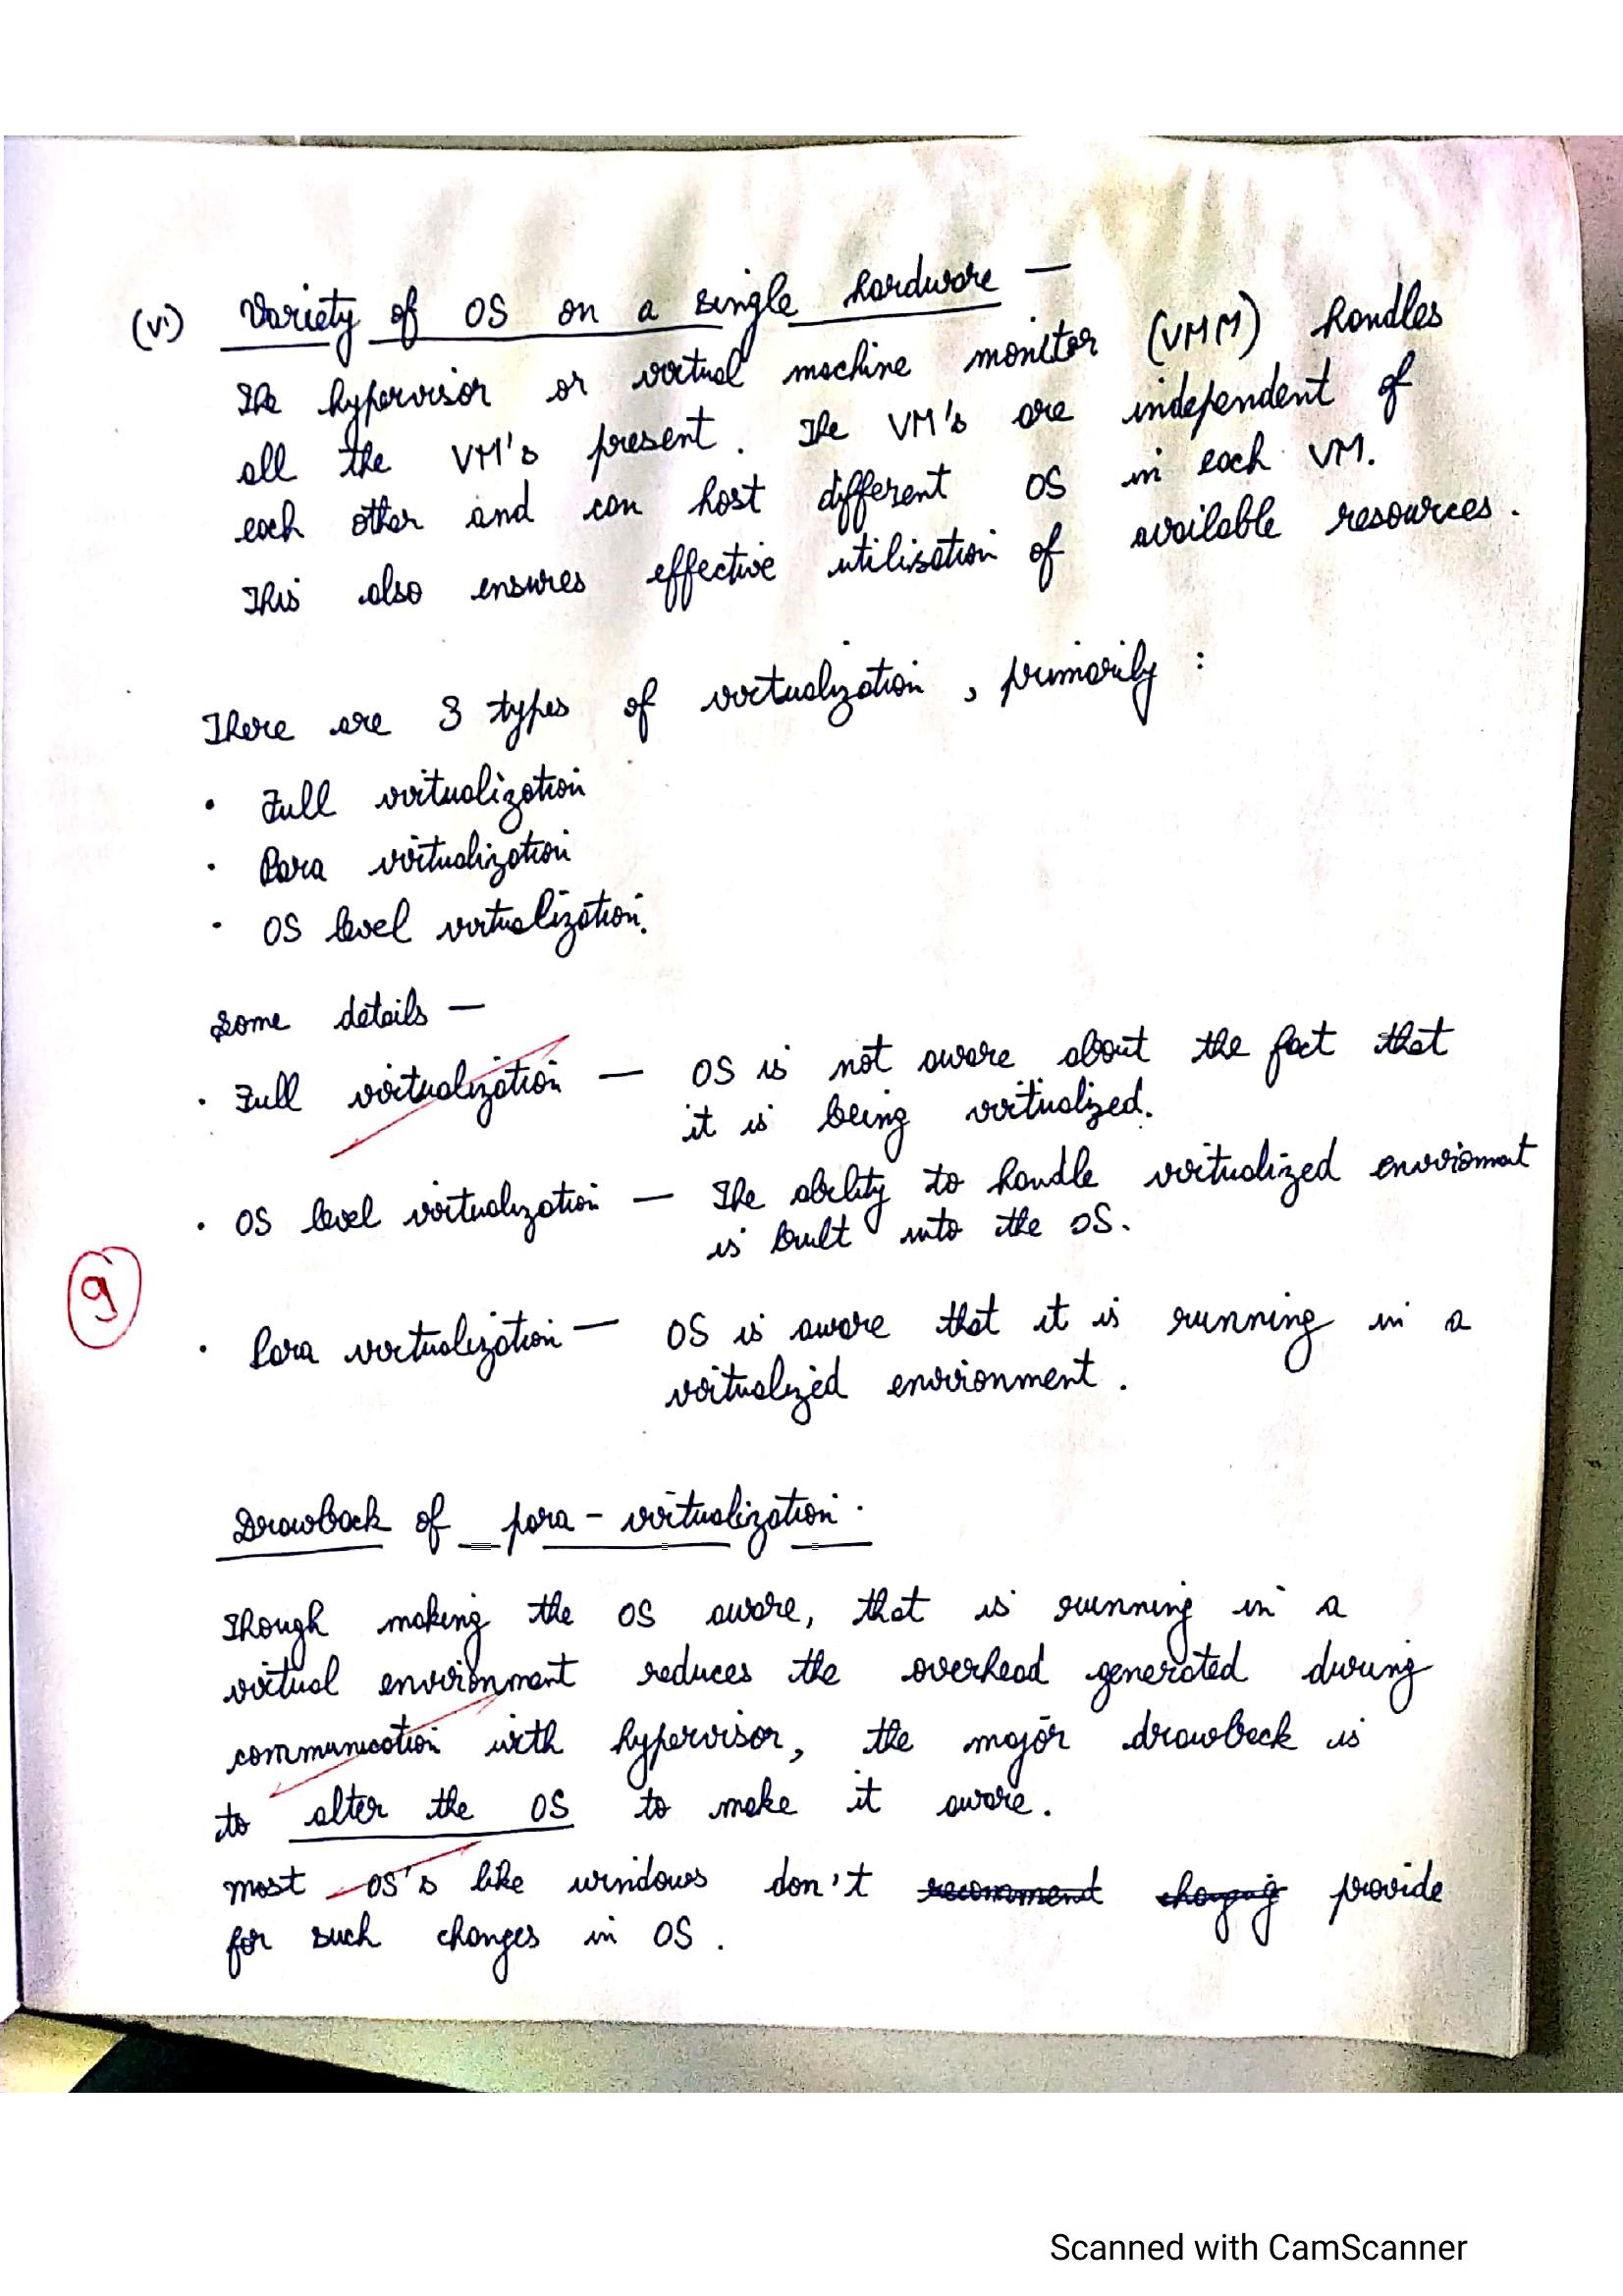 (vi) Variety of OS on a single hardware —
The hypervisor or virtual machine monitor (VMM) handles
all the VM's present. The VM's are independent of
each other and can host different OS in each VM.
This also ensures effective utilisation of available resources.
There are 3 types of virtualization, primarily :
• Full virtualization
• Para virtualization
• OS level virtualization.
Some details —
• Full virtualization — OS is not aware about the fact that
it is being virtualized.
• OS level virtualization — The ability to handle virtualized enviroment
is built into the OS.
9
• Para virtualization — OS is aware that it is running in a
virtualized environment.
Drawback of para - virtualization.
Though making the OS aware, that is running in a
virtual environment reduces the overhead generated during
communication with hypervisor, the major drawback is
to alter the OS to make it aware.
Most OS's like windows don't recommend changing provide
for such changes in OS.
Scanned with CamScanner